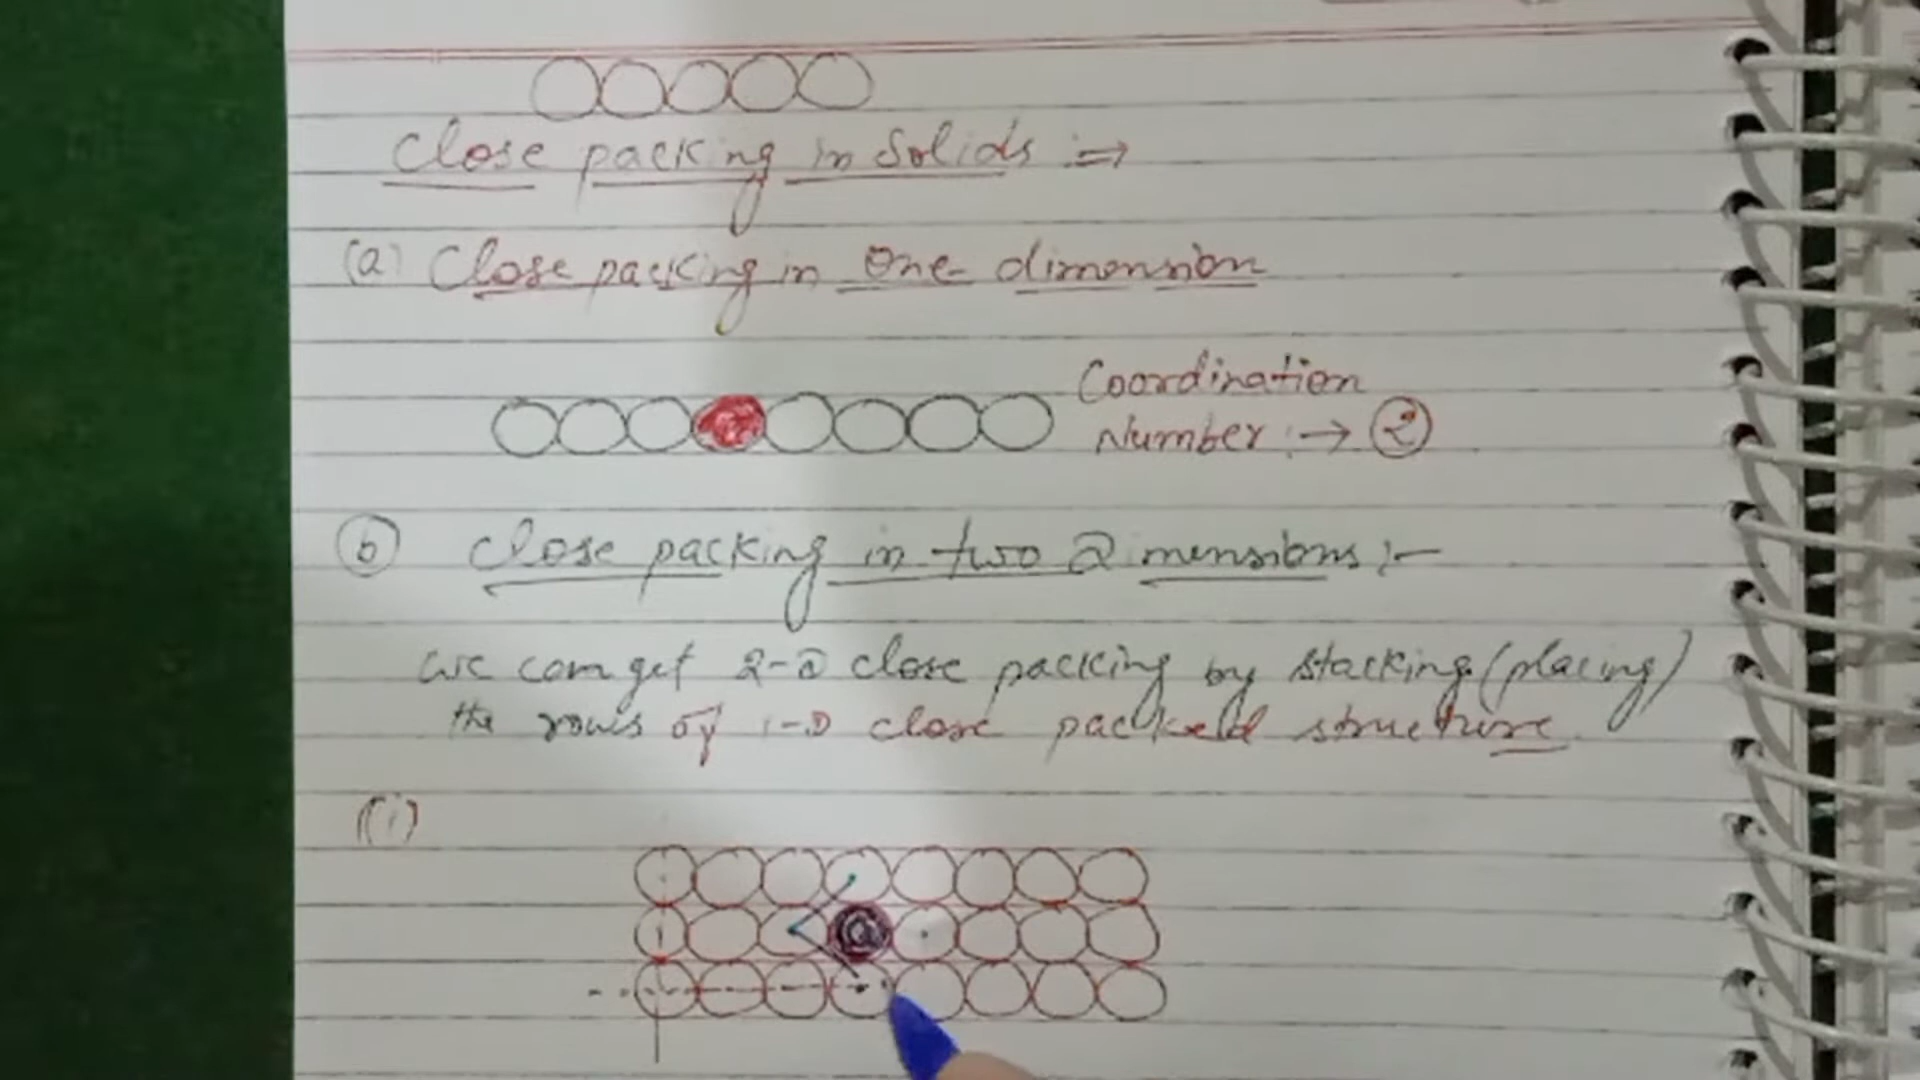 Close packing in Solids :⇒
(a) Close packing in One dimension
Coordination
Number :→ 2
(b) Close packing in two Dimensions :-
We can get 2-D close packing by stacking (placing)
the rows of 1-D close packed structure
(i)